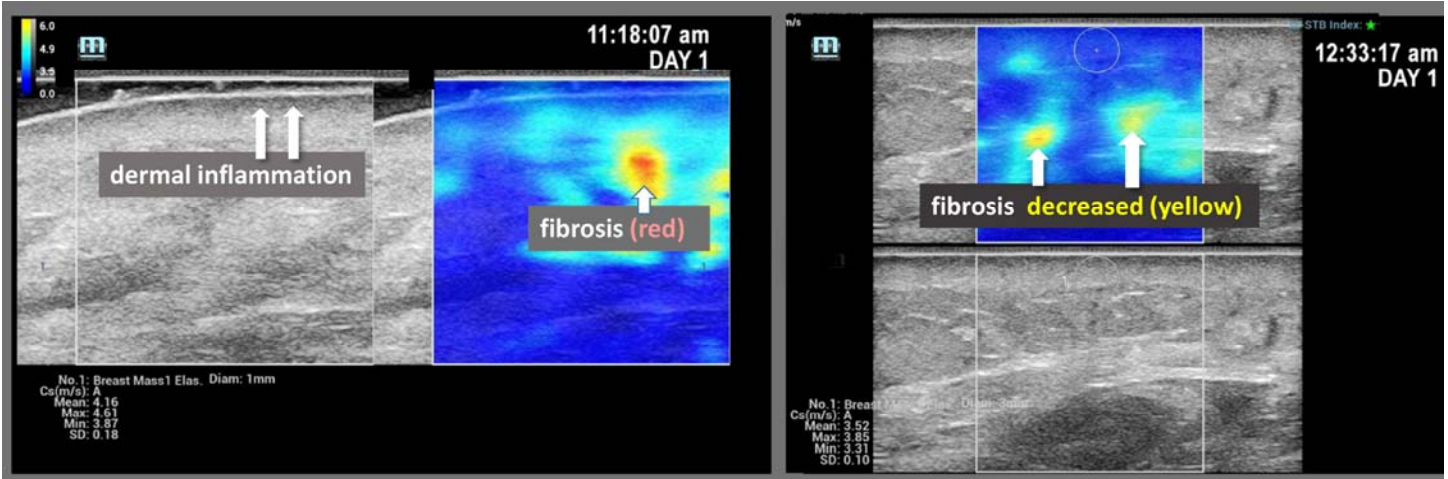 6.0
4.9
3.5
0.0
m
11:18:07 am
DAY 1
dermal inflammation
fibrosis (red)
No.1: Breast Mass1 Elas. Diam: 1mm
Cs(m/s): A
Mean: 4.16
Max: 4.61
Min: 3.87
SD: 0.18
m/s
m
STB Index: ★
12:33:17 am
DAY 1
fibrosis decreased (yellow)
No.1: Breast
Cs(m/s): A
Mean: 3.52
Max: 3.85
Min: 3.31
SD: 0.10